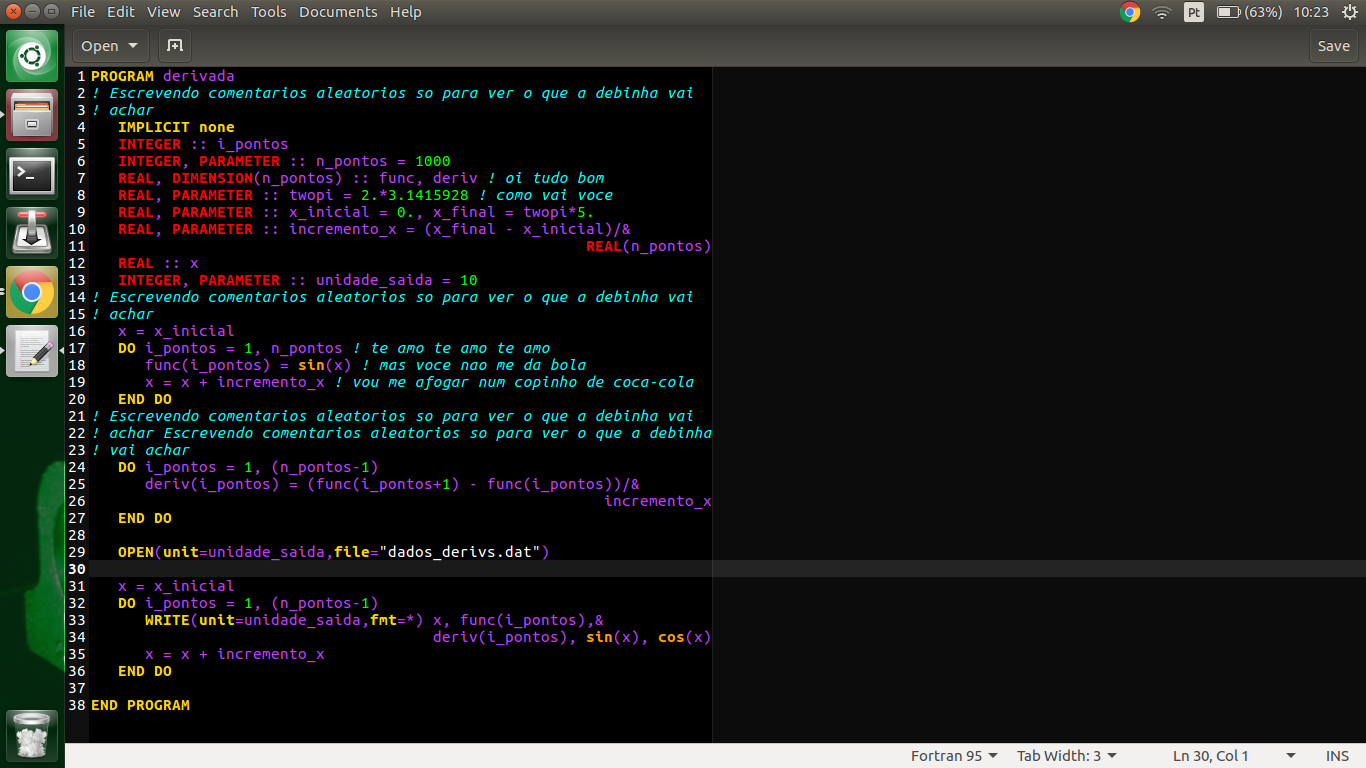 File Edit View Search Tools Documents Help Pt (63%) 10:23
Open Save
1 PROGRAM derivada
2 ! Escrevendo comentarios aleatorios so para ver o que a debinha vai
3 ! achar
4    IMPLICIT none
5    INTEGER :: i_pontos
6    INTEGER, PARAMETER :: n_pontos = 1000
7    REAL, DIMENSION(n_pontos) :: func, deriv ! oi tudo bom
8    REAL, PARAMETER :: twopi = 2.*3.1415928 ! como vai voce
9    REAL, PARAMETER :: x_inicial = 0., x_final = twopi*5.
10    REAL, PARAMETER :: incremento_x = (x_final - x_inicial)/&
11                                                        REAL(n_pontos)
12    REAL :: x
13    INTEGER, PARAMETER :: unidade_saida = 10
14 ! Escrevendo comentarios aleatorios so para ver o que a debinha vai
15 ! achar
16    x = x_inicial
17    DO i_pontos = 1, n_pontos ! te amo te amo te amo
18       func(i_pontos) = sin(x) ! mas voce nao me da bola
19       x = x + incremento_x ! vou me afogar num copinho de coca-cola
20    END DO
21 ! Escrevendo comentarios aleatorios so para ver o que a debinha vai
22 ! achar Escrevendo comentarios aleatorios so para ver o que a debinha
23 ! vai achar
24    DO i_pontos = 1, (n_pontos-1)
25       deriv(i_pontos) = (func(i_pontos+1) - func(i_pontos))/&
26                                                          incremento_x
27    END DO
28
29    OPEN(unit=unidade_saida,file="dados_derivs.dat")
30
31    x = x_inicial
32    DO i_pontos = 1, (n_pontos-1)
33       WRITE(unit=unidade_saida,fmt=*) x, func(i_pontos),&
34                                       deriv(i_pontos), sin(x), cos(x)
35       x = x + incremento_x
36    END DO
37
38 END PROGRAM
Fortran 95 Tab Width: 3 Ln 30, Col 1 INS